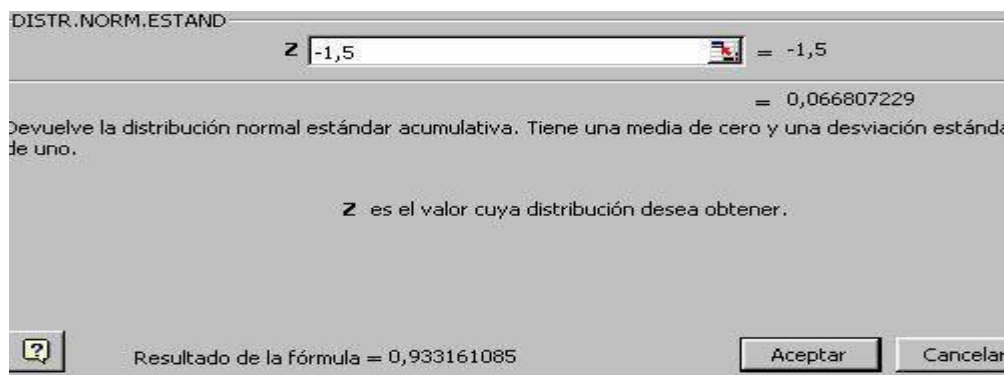 DISTR.NORM.ESTAND
Z -1,5 = -1,5
= 0,066807229
Devuelve la distribución normal estándar acumulativa. Tiene una media de cero y una desviación estánda
de uno.
Z es el valor cuya distribución desea obtener.
Resultado de la fórmula = 0,933161085
Aceptar
Cancelar